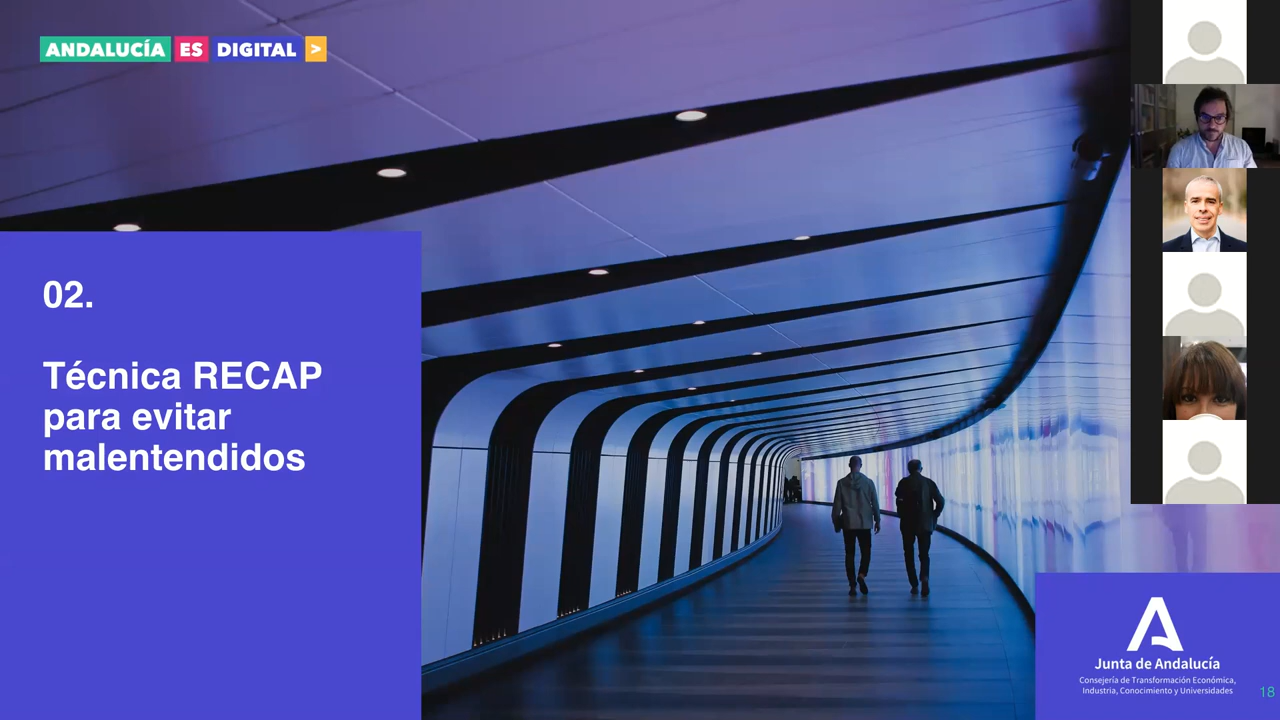 ANDALUCÍA ES DIGITAL >
02.
Técnica RECAP
para evitar
malentendidos
Junta de Andalucía
Consejería de Transformación Económica,
Industria, Conocimiento y Universidades
18